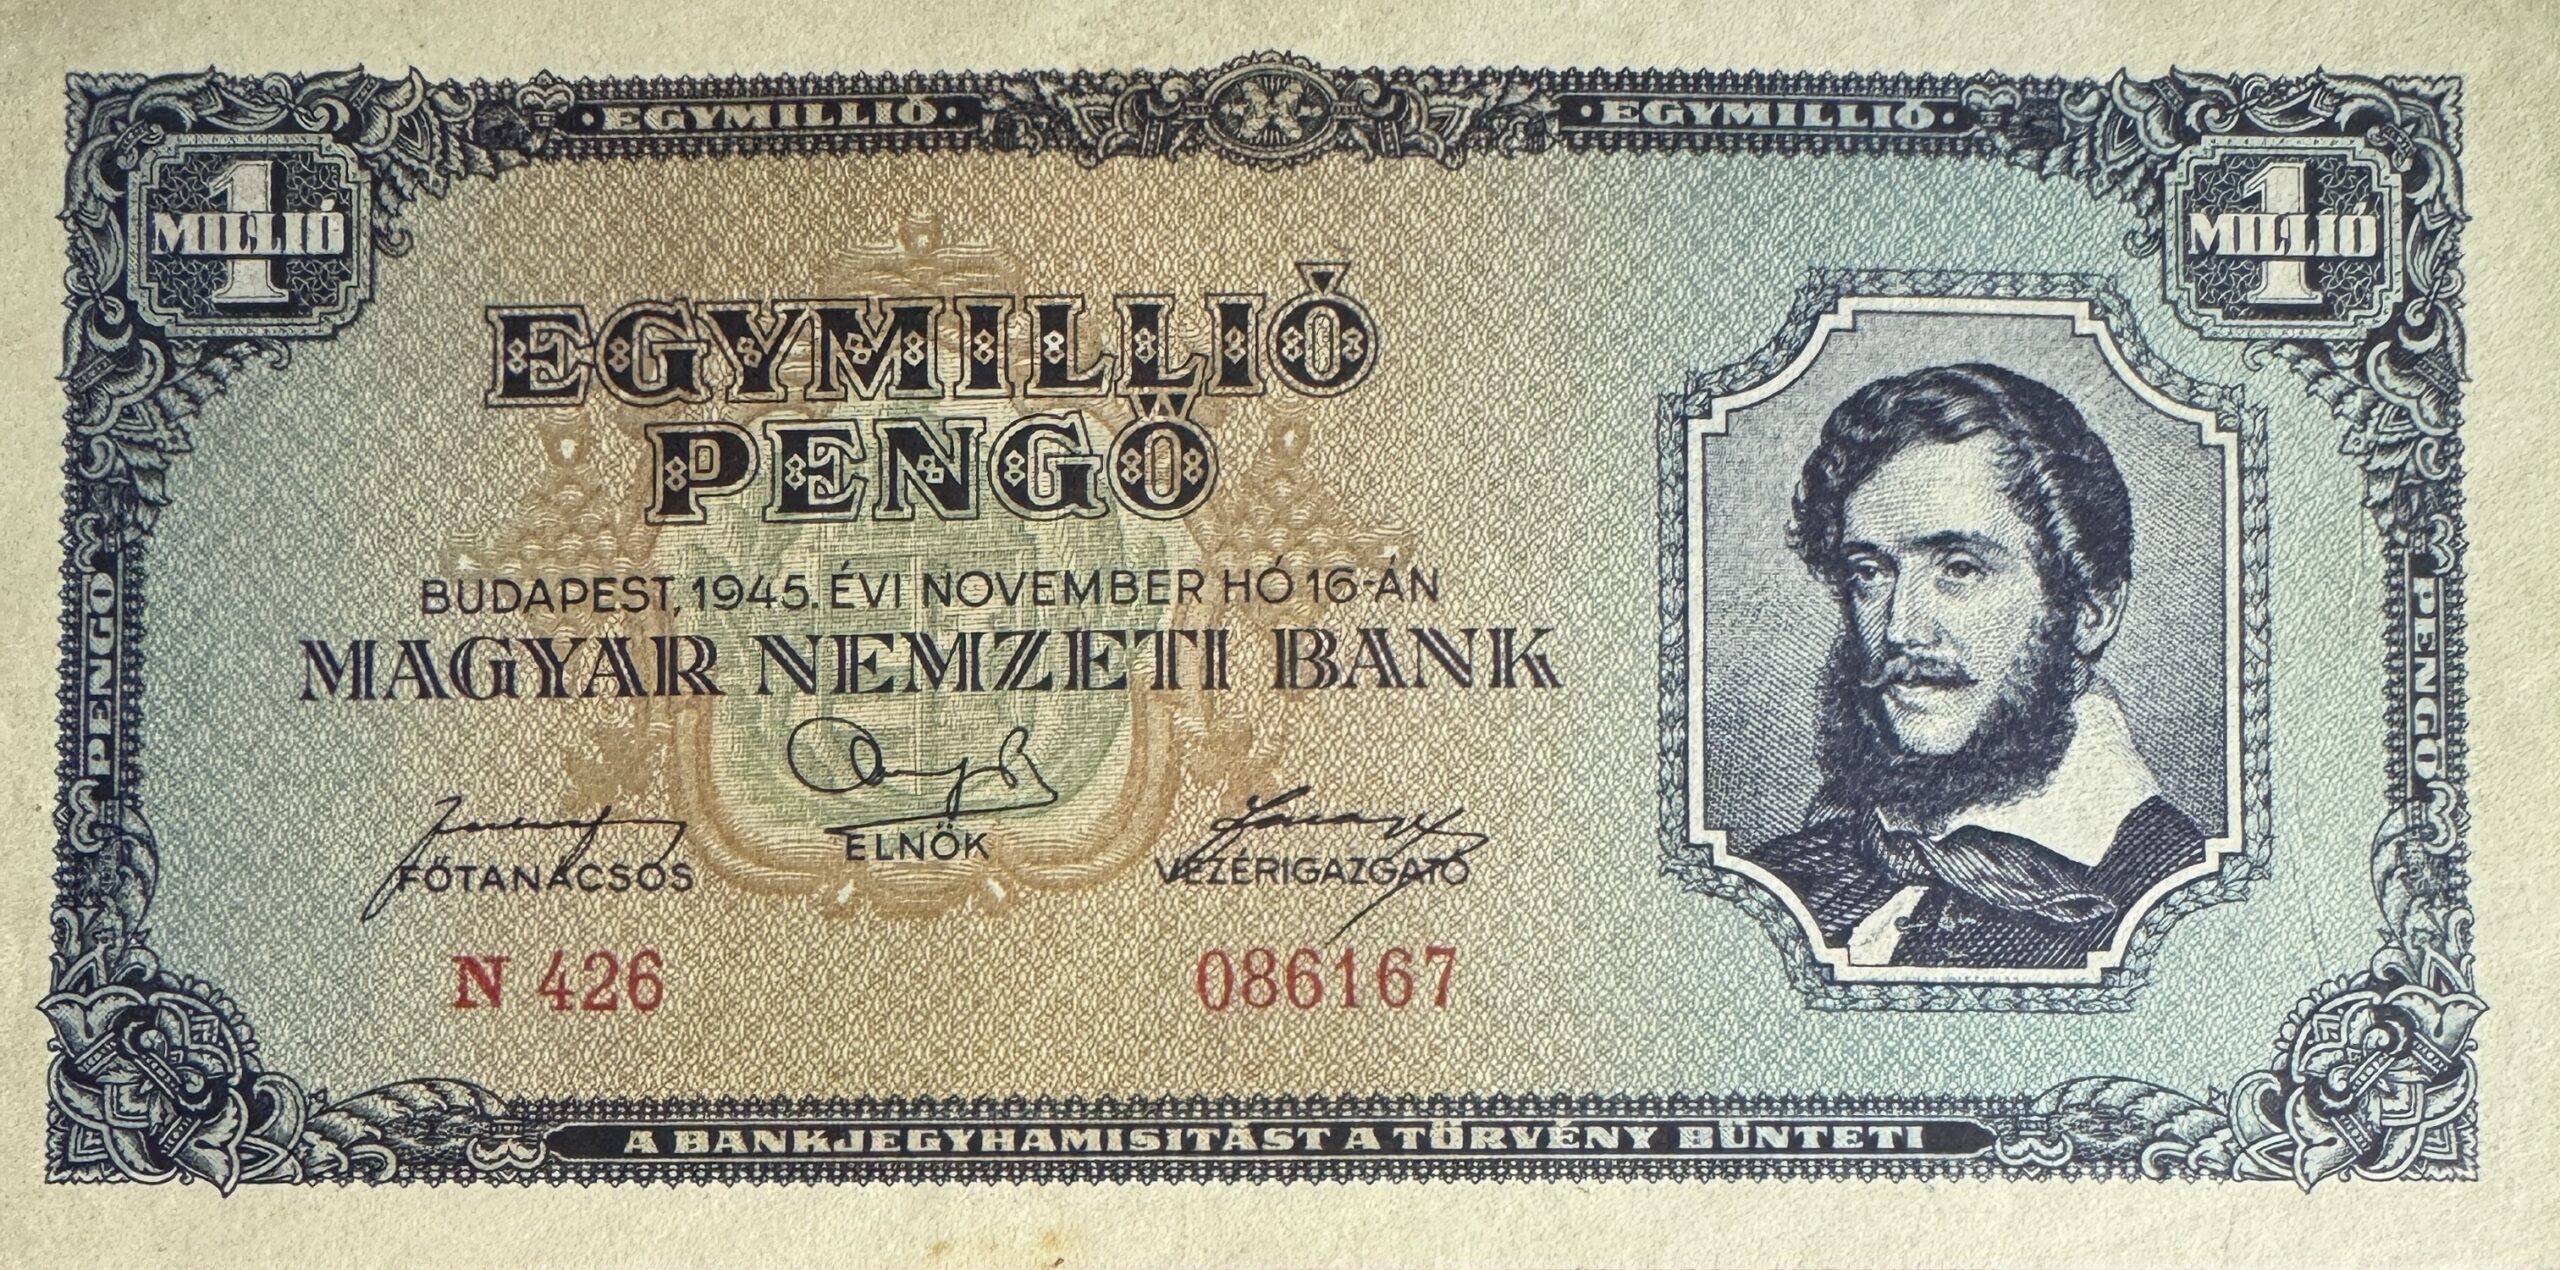 · EGYMILLIÓ · · EGYMILLIÓ ·
1 MILLIÓ 1 MILLIÓ
EGYMILLIÓ
PENGŐ
BUDAPEST, 1945. ÉVI NOVEMBER HÓ 16-ÁN
MAGYAR NEMZETI BANK
PENGŐ PENGŐ
ELNÖK
FŐTANÁCSOS VEZÉRIGAZGATÓ
N 426 086167
A BANKJEGYHAMISITÁST A TÖRVÉNY BÜNTETI